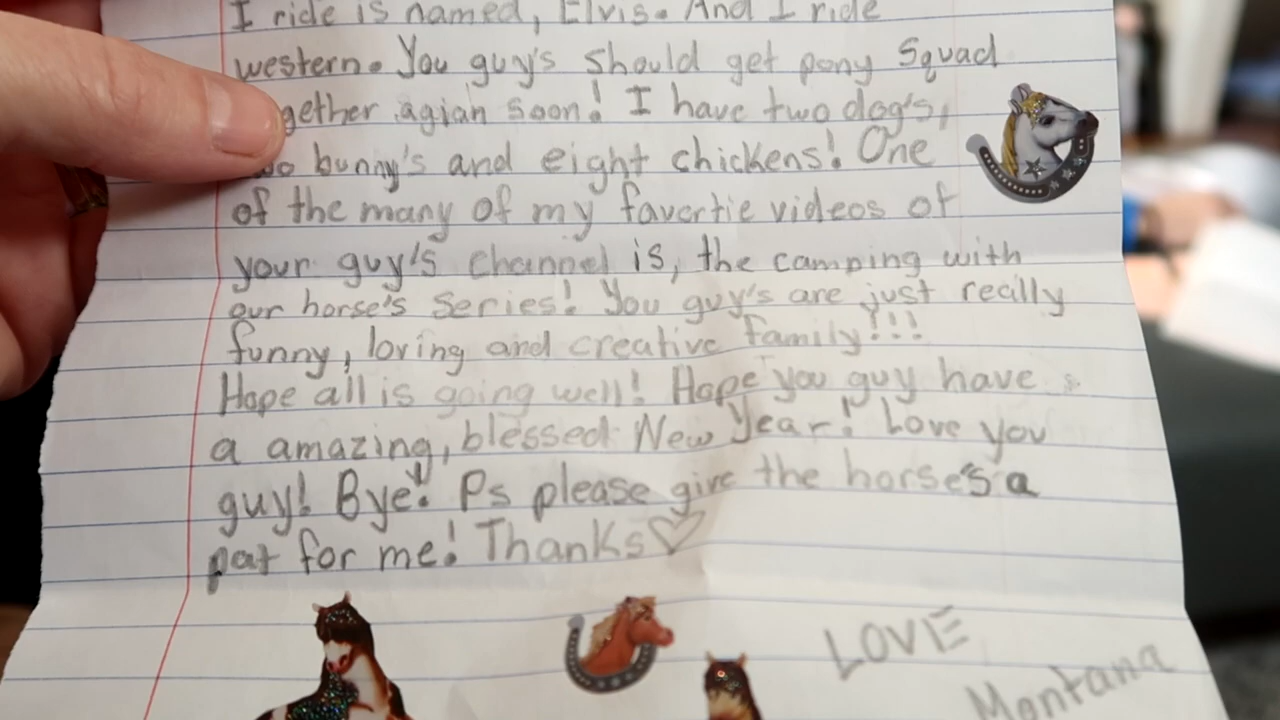 I ride is named, Elvis. And I ride
western. You guy's should get pony Squad
gether agian soon! I have two dog's,
bunny's and eight chickens! One
of the many of my favertie videos of
your guy's channel is, the camping with
our horse's series! You guy's are just really
funny, loving and creative family!!!
Hope all is going well! Hope you guy have
a amazing, blessed New Year! Love you
guy! Bye! Ps please give the horse's a
pat for me! Thanks♡
LOVE
Montana